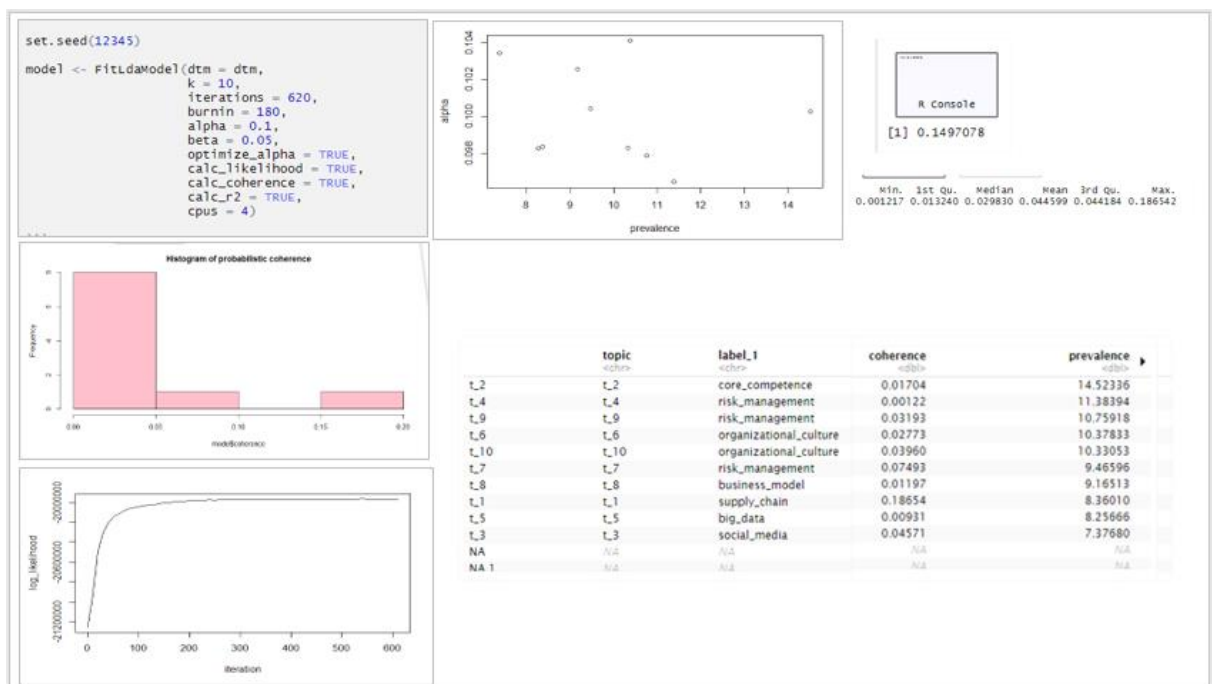 set.seed(12345)
model <- FitLdaModel(dtm = dtm,
k = 10,
iterations = 620,
burnin = 180,
alpha = 0.1,
beta = 0.05,
optimize_alpha = TRUE,
calc_likelihood = TRUE,
calc_coherence = TRUE,
calc_r2 = TRUE,
cpus = 4)
0.104
0.102
0.100
0.098
alpha
8 9 10 11 12 13 14
prevalence
R Console
[1] 0.1497078
Min. 1st Qu. Median Mean 3rd Qu. Max.
0.001217 0.013240 0.029830 0.044599 0.044184 0.186542
Histogram of probabilistic coherence
Frequency
8
6
4
2
0
0.00 0.05 0.10 0.15 0.20
model$coherence
topic label_1 coherence prevalence
<chr> <chr> <dbl> <dbl>
t_2 t_2 core_competence 0.01704 14.52336
t_4 t_4 risk_management 0.00122 11.38394
t_9 t_9 risk_management 0.03193 10.75918
t_6 t_6 organizational_culture 0.02773 10.37833
t_10 t_10 organizational_culture 0.03960 10.33053
t_7 t_7 risk_management 0.07493 9.46596
t_8 t_8 business_model 0.01197 9.16513
t_1 t_1 supply_chain 0.18654 8.36010
t_5 t_5 big_data 0.00931 8.25666
t_3 t_3 social_media 0.04571 7.37680
NA NA NA NA NA
NA.1 NA NA NA NA
log_likelihood
-20000000
-20600000
-21200000
0 100 200 300 400 500 600
iteration